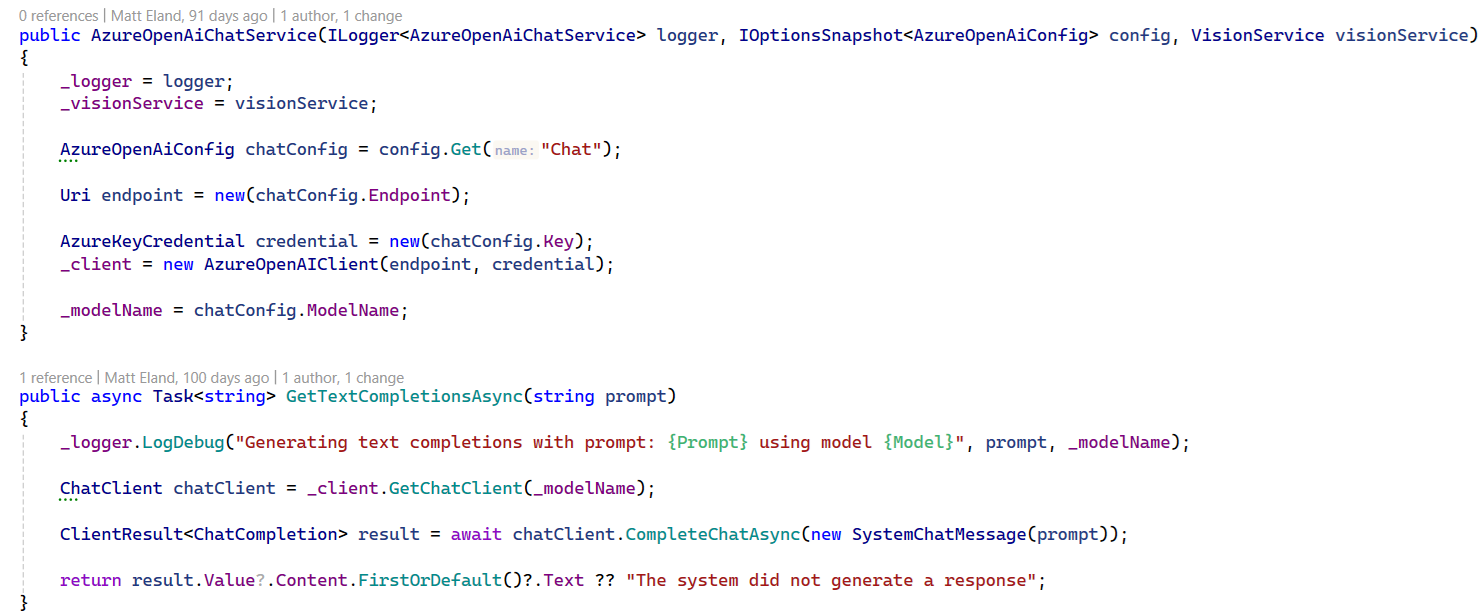 0 references | Matt Eland, 91 days ago | 1 author, 1 change
public AzureOpenAiChatService(ILogger<AzureOpenAiChatService> logger, IOptionsSnapshot<AzureOpenAiConfig> config, VisionService visionService)
{
_logger = logger;
_visionService = visionService;
AzureOpenAiConfig chatConfig = config.Get( name: "Chat");
Uri endpoint = new(chatConfig.Endpoint);
AzureKeyCredential credential = new(chatConfig.Key);
_client = new AzureOpenAIClient(endpoint, credential);
_modelName = chatConfig.ModelName;
}
1 reference | Matt Eland, 100 days ago | 1 author, 1 change
public async Task<string> GetTextCompletionsAsync(string prompt)
{
_logger.LogDebug("Generating text completions with prompt: {Prompt} using model {Model}", prompt, _modelName);
ChatClient chatClient = _client.GetChatClient(_modelName);
ClientResult<ChatCompletion> result = await chatClient.CompleteChatAsync(new SystemChatMessage(prompt));
return result.Value?.Content.FirstOrDefault()?.Text ?? "The system did not generate a response";
}